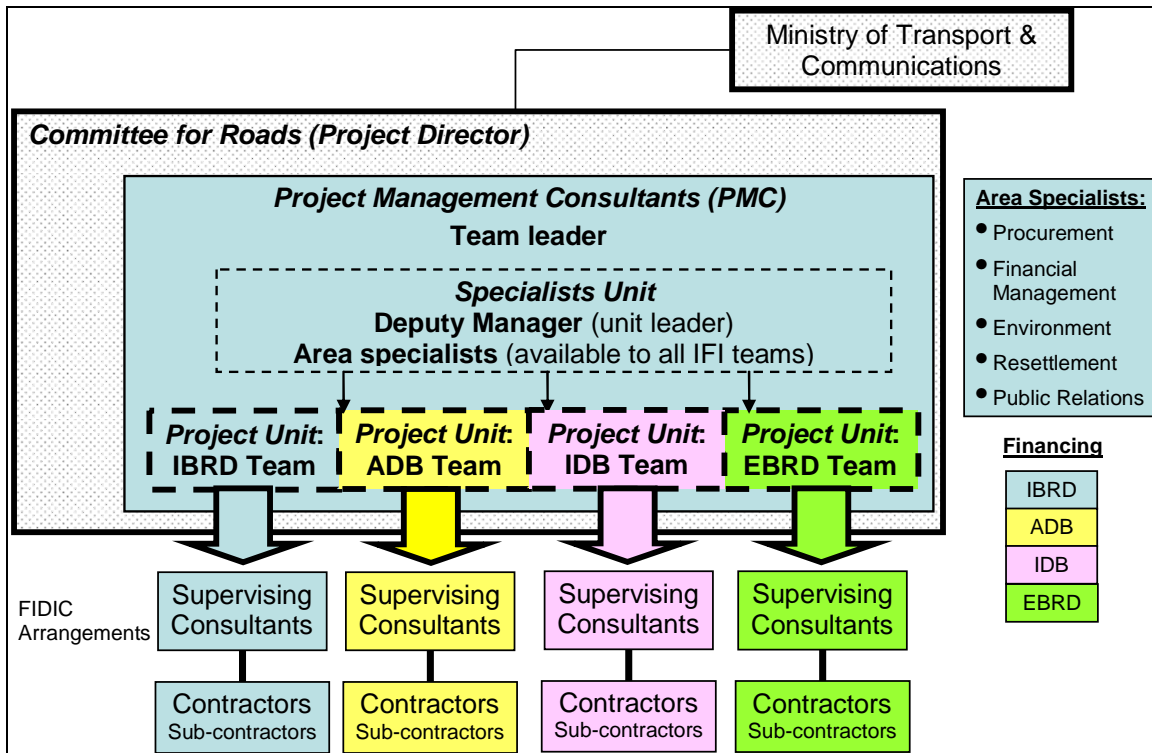 Ministry of Transport &
Communications
Committee for Roads (Project Director)
Project Management Consultants (PMC)
Team leader
Specialists Unit
Deputy Manager (unit leader)
Area specialists (available to all IFI teams)
Project Unit:
IBRD Team
Project Unit:
ADB Team
Project Unit:
IDB Team
Project Unit:
EBRD Team
Area Specialists:
• Procurement
• Financial
Management
• Environment
• Resettlement
• Public Relations
Financing
IBRD
ADB
IDB
EBRD
FIDIC
Arrangements
Supervising
Consultants
Supervising
Consultants
Supervising
Consultants
Supervising
Consultants
Contractors
Sub-contractors
Contractors
Sub-contractors
Contractors
Sub-contractors
Contractors
Sub-contractors